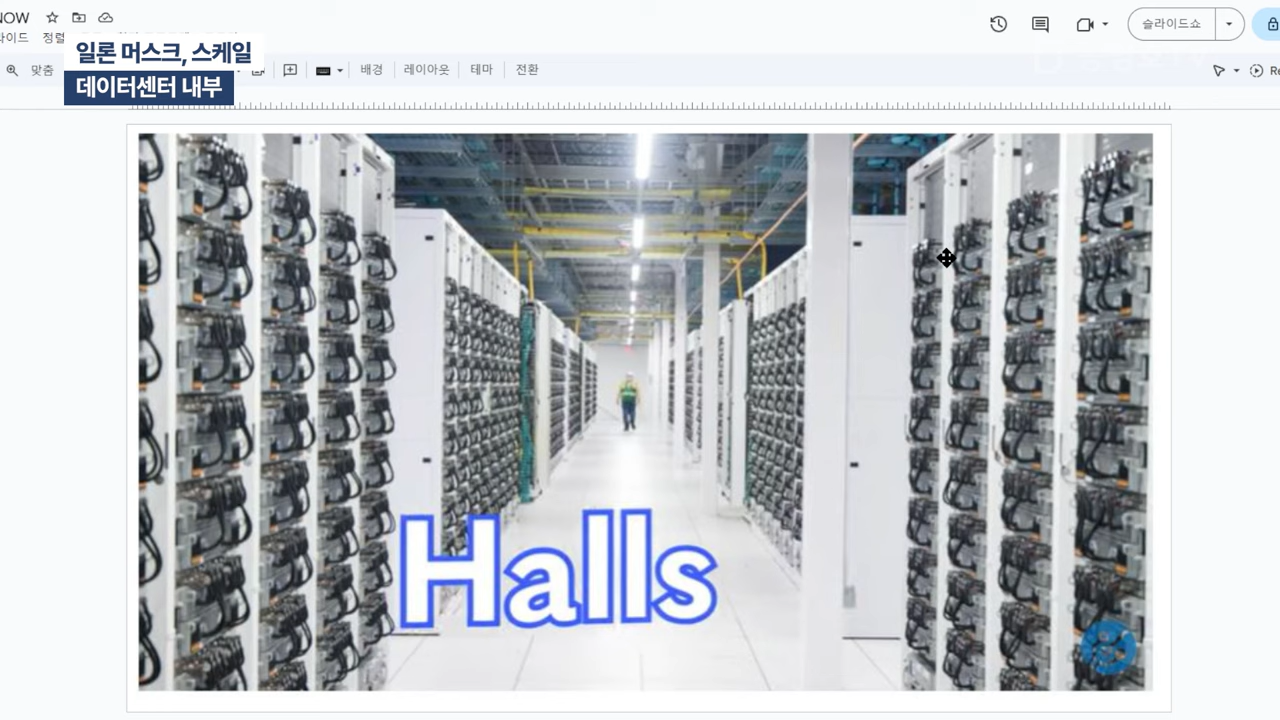 NOW
라이드
정렬
일론 머스크, 스케일
데이터센터 내부
슬라이드쇼
맞춤
배경
레이아웃
테마
전환
Re
Halls